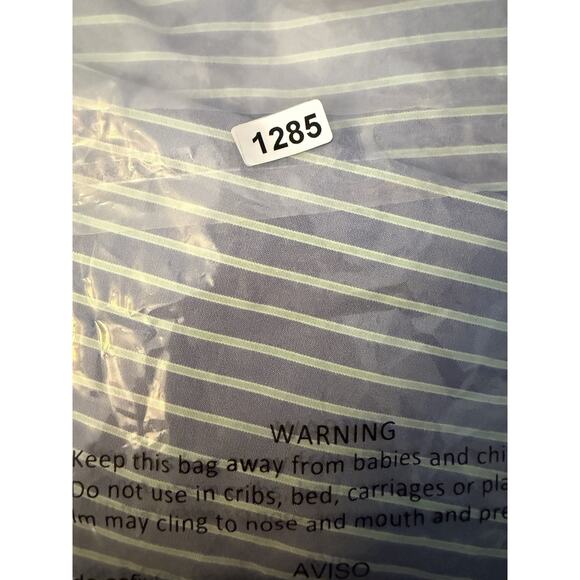 1285
WARNING
Keep this bag away from babies and chi
Do not use in cribs, bed, carriages or pla
lm may cling to nose and mouth and pre
AVISO